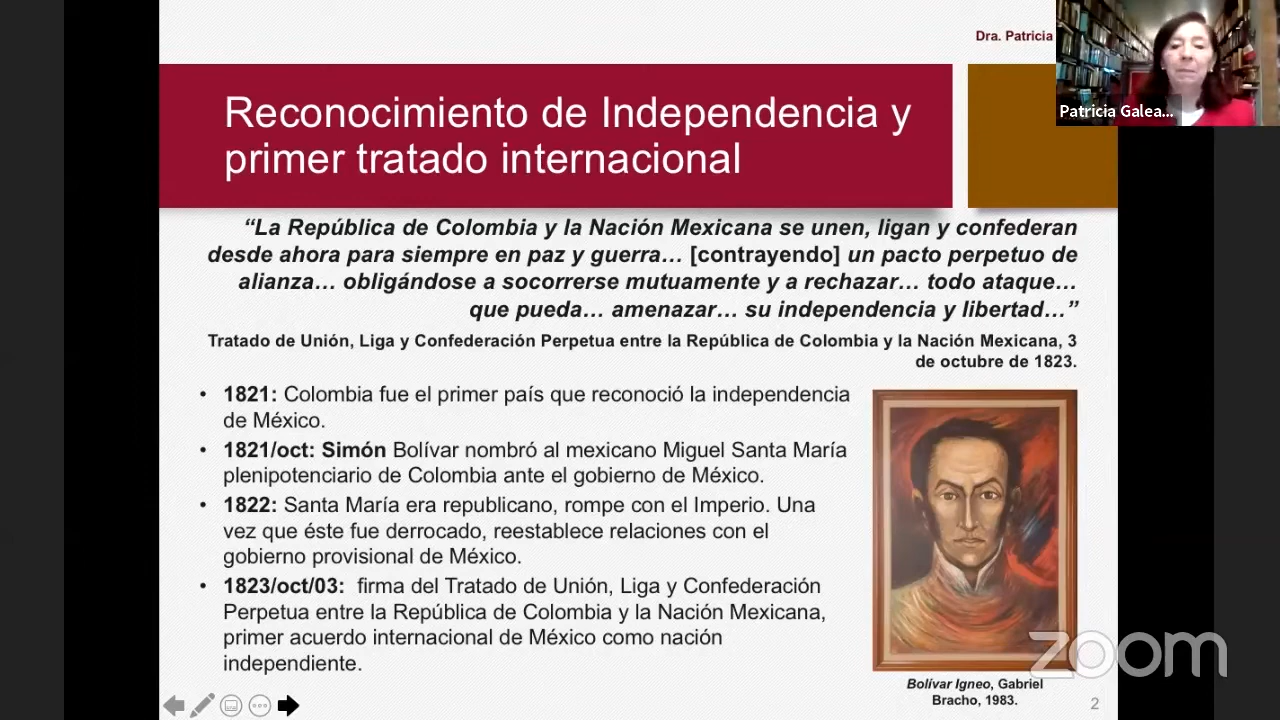 Dra. Patricia
Patricia Galea...
Reconocimiento de Independencia y
primer tratado internacional
“La República de Colombia y la Nación Mexicana se unen, ligan y confederan
desde ahora para siempre en paz y guerra… [contrayendo] un pacto perpetuo de
alianza… obligándose a socorrerse mutuamente y a rechazar… todo ataque…
que pueda… amenazar… su independencia y libertad…”
Tratado de Unión, Liga y Confederación Perpetua entre la República de Colombia y la Nación Mexicana, 3
de octubre de 1823.
• 1821: Colombia fue el primer país que reconoció la independencia
de México.
• 1821/oct: Simón Bolívar nombró al mexicano Miguel Santa María
plenipotenciario de Colombia ante el gobierno de México.
• 1822: Santa María era republicano, rompe con el Imperio. Una
vez que éste fue derrocado, reestablece relaciones con el
gobierno provisional de México.
• 1823/oct/03: firma del Tratado de Unión, Liga y Confederación
Perpetua entre la República de Colombia y la Nación Mexicana,
primer acuerdo internacional de México como nación
independiente.
zoom
Bolívar Igneo, Gabriel
Bracho, 1983.
2